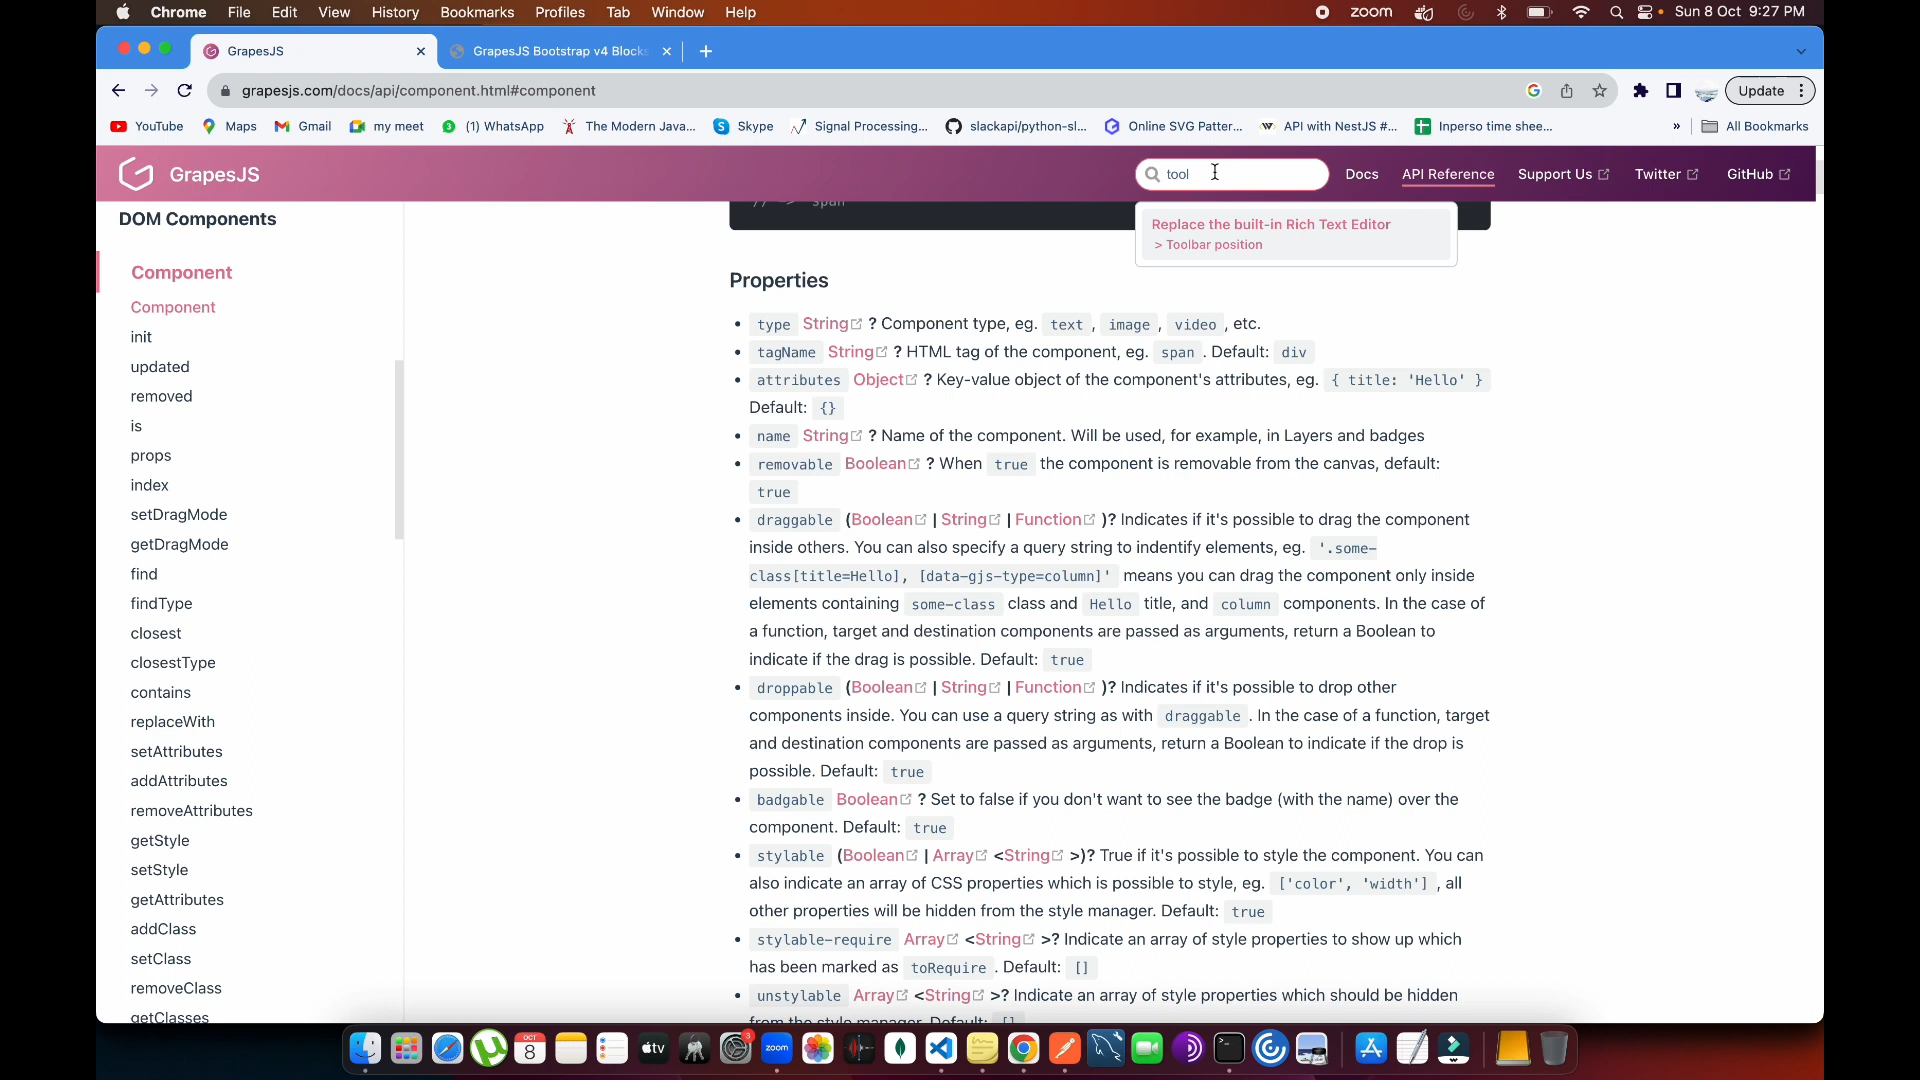 Chrome File Edit View History Bookmarks Profiles Tab Window Help zoom Sun 8 Oct 9:27 PM
GrapesJS GrapesJS Bootstrap v4 Blocks
grapesjs.com/docs/api/component.html#component Update
YouTube Maps Gmail my meet (1) WhatsApp The Modern Java... Skype Signal Processing... slackapi/python-sl... Online SVG Patter... API with NestJS #... Inperso time shee... » All Bookmarks
GrapesJS tool Docs API Reference Support Us Twitter GitHub
Replace the built-in Rich Text Editor
> Toolbar position
DOM Components
Component
Component
init
updated
removed
is
props
index
setDragMode
getDragMode
find
findType
closest
closestType
contains
replaceWith
setAttributes
addAttributes
removeAttributes
getStyle
setStyle
getAttributes
addClass
setClass
removeClass
getClasses
// -> `span`
Properties
• type String ? Component type, eg. text , image , video , etc.
• tagName String ? HTML tag of the component, eg. span . Default: div
• attributes Object ? Key-value object of the component's attributes, eg. { title: 'Hello' }
Default: {}
• name String ? Name of the component. Will be used, for example, in Layers and badges
• removable Boolean ? When true the component is removable from the canvas, default:
true
• draggable (Boolean | String | Function )? Indicates if it's possible to drag the component
inside others. You can also specify a query string to indentify elements, eg. '.some-
class[title=Hello], [data-gjs-type=column]' means you can drag the component only inside
elements containing some-class class and Hello title, and column components. In the case of
a function, target and destination components are passed as arguments, return a Boolean to
indicate if the drag is possible. Default: true
• droppable (Boolean | String | Function )? Indicates if it's possible to drop other
components inside. You can use a query string as with draggable . In the case of a function, target
and destination components are passed as arguments, return a Boolean to indicate if the drop is
possible. Default: true
• badgable Boolean ? Set to false if you don't want to see the badge (with the name) over the
component. Default: true
• stylable (Boolean | Array <String >)? True if it's possible to style the component. You can
also indicate an array of CSS properties which is possible to style, eg. ['color', 'width'] , all
other properties will be hidden from the style manager. Default: true
• stylable-require Array <String >? Indicate an array of style properties to show up which
has been marked as toRequire . Default: []
• unstylable Array <String >? Indicate an array of style properties which should be hidden
from the style manager. Default: []
OCT
8
tv
3
zoom